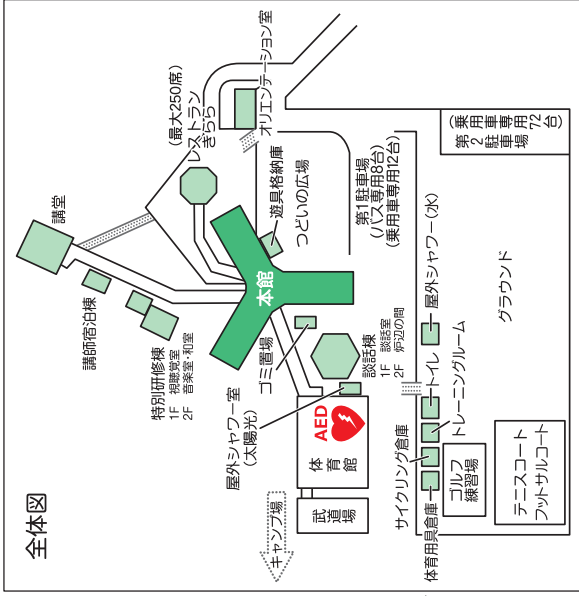 全体図
講堂
講師宿泊棟
特別研修棟
1F 視聴覚室
2F 音楽室・和室
(最大250席)
レストラン
きらら
オリエンテーション室
遊具格納庫
つどいの広場
本館
ゴミ置場
屋外シャワー室
(太陽光)
談話棟
1F 談話室
2F 炉辺の間
AED
体育館
武道場
キャンプ場
第1駐車場
(バス専用8台)
(乗用車専用12台)
第2駐車場
(乗用車専用72台)
屋外シャワー(水)
トイレ
トレーニングルーム
サイクリング倉庫
体育用具倉庫
ゴルフ
練習場
グラウンド
テニスコート
フットサルコート